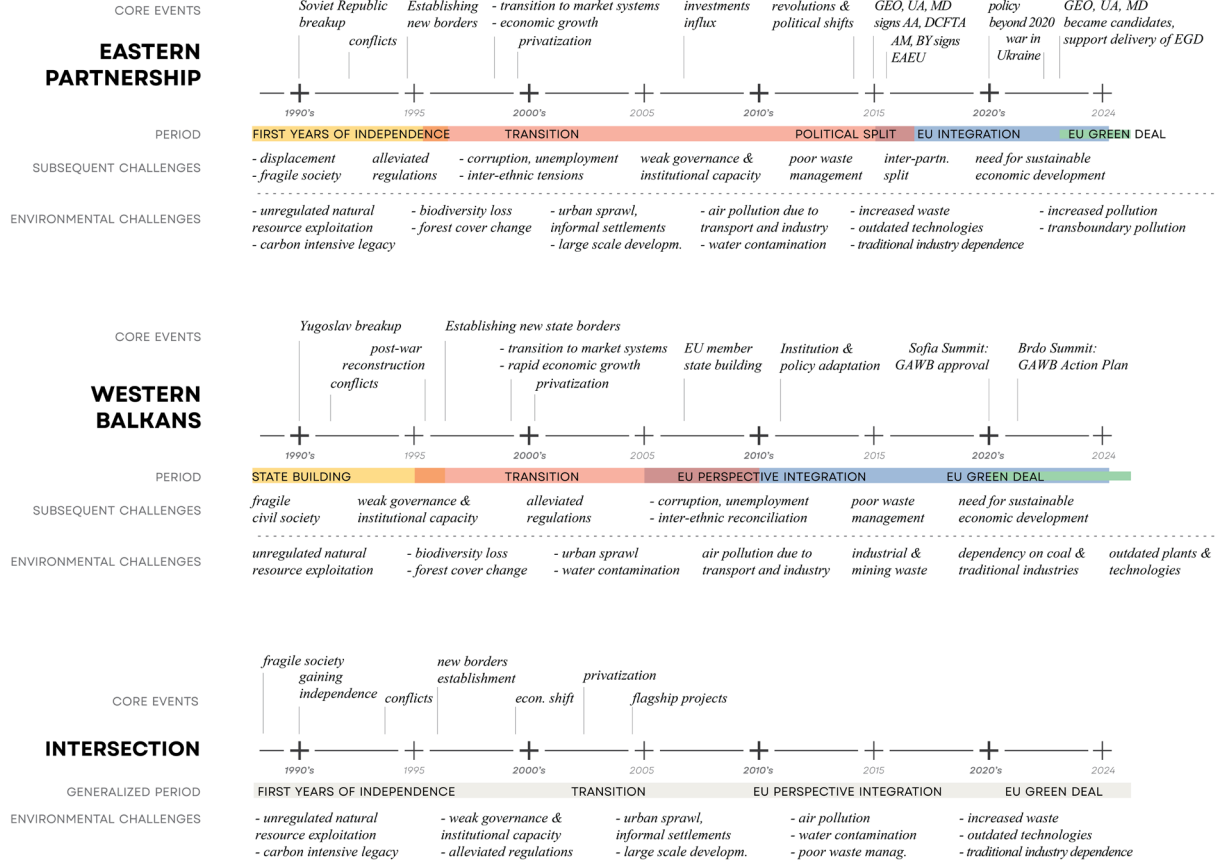 CORE EVENTS
Soviet Republic
breakup
conflicts
Establishing
new borders
- transition to market systems
- economic growth
privatization
investments
influx
revolutions &
political shifts
GEO, UA, MD
signs AA, DCFTA
AM, BY signs
EAEU
policy
beyond 2020
war in
Ukraine
GEO, UA, MD
became candidates,
support delivery of EGD
EASTERN
PARTNERSHIP
1990's 1995 2000's 2005 2010's 2015 2020's 2024
PERIOD
FIRST YEARS OF INDEPENDENCE TRANSITION POLITICAL SPLIT EU INTEGRATION EU GREEN DEAL
SUBSEQUENT CHALLENGES
- displacement
- fragile society
alleviated
regulations
- corruption, unemployment
- inter-ethnic tensions
weak governance &
institutional capacity
poor waste
management
inter-partn.
split
need for sustainable
economic development
ENVIRONMENTAL CHALLENGES
- unregulated natural
resource exploitation
- carbon intensive legacy
- biodiversity loss
- forest cover change
- urban sprawl,
informal settlements
- large scale developm.
- air pollution due to
transport and industry
- water contamination
- increased waste
- outdated technologies
- traditional industry dependence
- increased pollution
- transboundary pollution
CORE EVENTS
Yugoslav breakup
conflicts
post-war
reconstruction
Establishing new state borders
- transition to market systems
- rapid economic growth
privatization
EU member
state building
Institution &
policy adaptation
Sofia Summit:
GAWB approval
Brdo Summit:
GAWB Action Plan
WESTERN
BALKANS
1990's 1995 2000's 2005 2010's 2015 2020's 2024
PERIOD
STATE BUILDING TRANSITION EU PERSPECTIVE INTEGRATION EU GREEN DEAL
SUBSEQUENT CHALLENGES
fragile
civil society
weak governance &
institutional capacity
alleviated
regulations
- corruption, unemployment
- inter-ethnic reconciliation
poor waste
management
need for sustainable
economic development
ENVIRONMENTAL CHALLENGES
unregulated natural
resource exploitation
- biodiversity loss
- forest cover change
- urban sprawl
- water contamination
air pollution due to
transport and industry
industrial &
mining waste
dependency on coal &
traditional industries
outdated plants &
technologies
CORE EVENTS
fragile society
gaining
independence
conflicts
new borders
establishment
econ. shift
privatization
flagship projects
INTERSECTION
1990's 1995 2000's 2005 2010's 2015 2020's 2024
GENERALIZED PERIOD
FIRST YEARS OF INDEPENDENCE TRANSITION EU PERSPECTIVE INTEGRATION EU GREEN DEAL
ENVIRONMENTAL CHALLENGES
- unregulated natural
resource exploitation
- carbon intensive legacy
- weak governance &
institutional capacity
- alleviated regulations
- urban sprawl,
informal settlements
- large scale developm.
- air pollution
- water contamination
- poor waste manag.
- increased waste
- outdated technologies
- traditional industry dependence